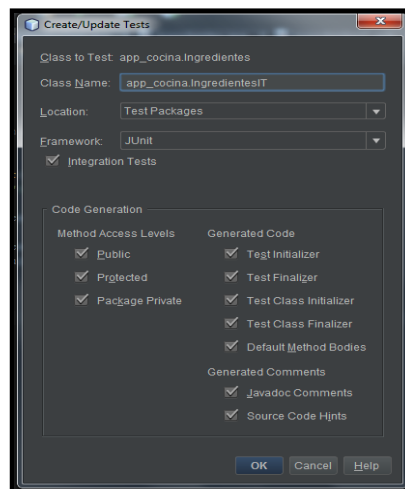 Create/Update Tests
Class to Test: app_cocina.Ingredientes
Class Name: app_cocina.IngredientesIT
Location: Test Packages
Framework: JUnit
Integration Tests
Code Generation
Method Access Levels
Public
Protected
Package Private
Generated Code
Test Initializer
Test Finalizer
Test Class Initializer
Test Class Finalizer
Default Method Bodies
Generated Comments
Javadoc Comments
Source Code Hints
OK Cancel Help